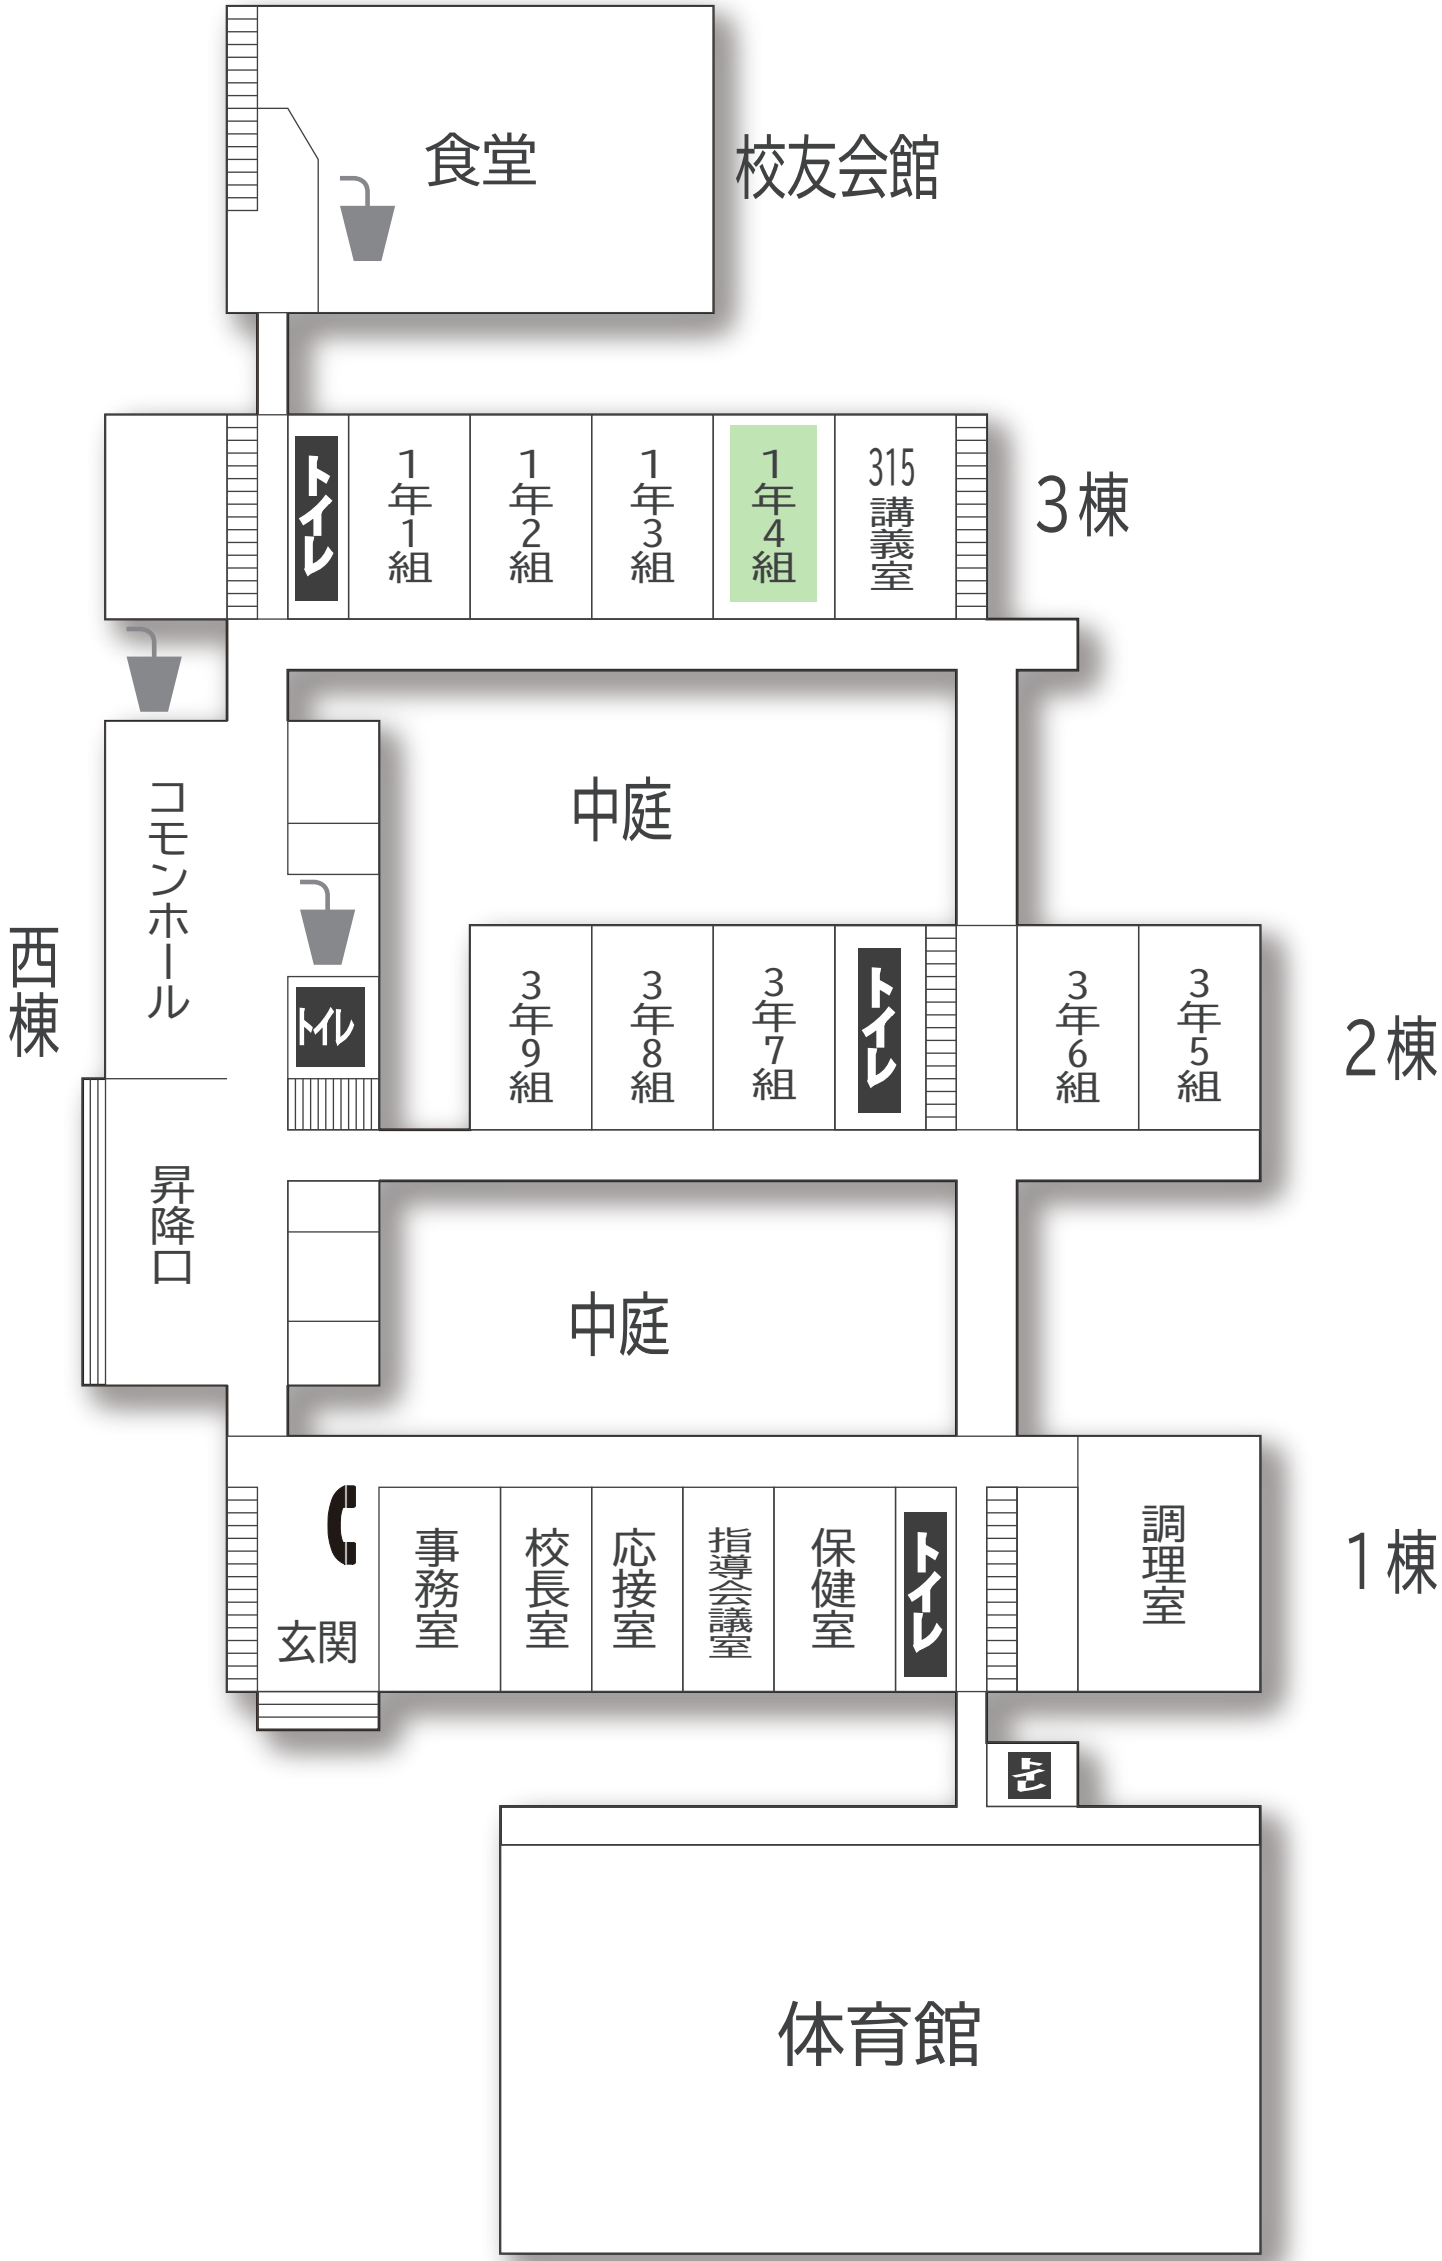 食堂
校友会館
トイレ
1年1組
1年2組
1年3組
1年4組
315
講義室
3棟
コモンホール
中庭
西棟
トイレ
3年9組
3年8組
3年7組
トイレ
3年6組
3年5組
2棟
昇降口
中庭
玄関
事務室
校長室
応接室
指導会議室
保健室
トイレ
調理室
1棟
トイレ
体育館